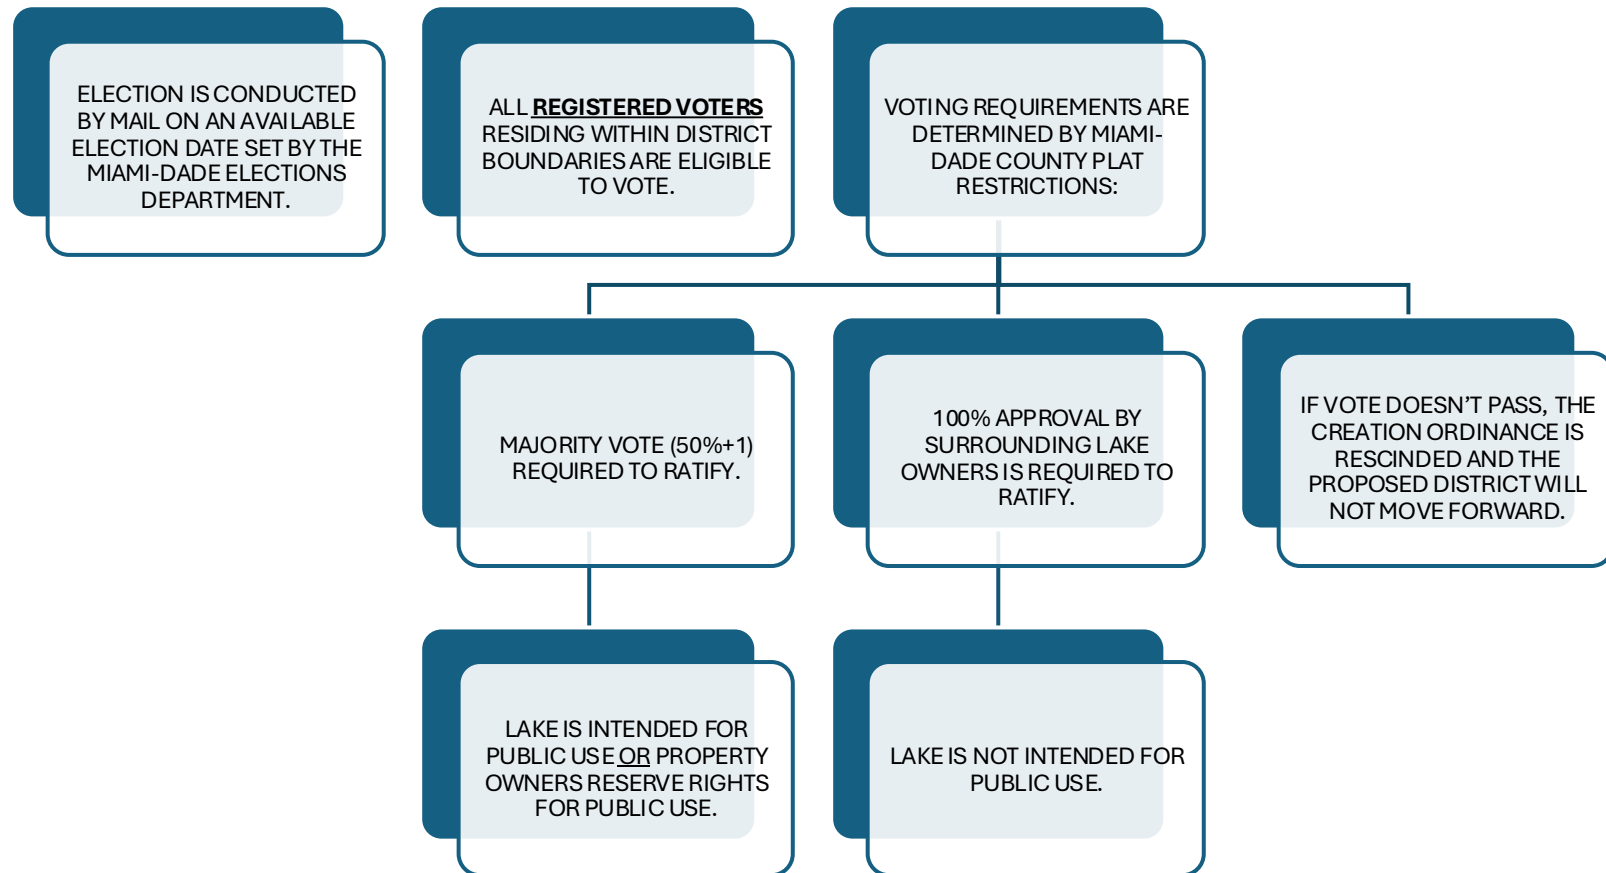 ELECTION IS CONDUCTED
BY MAIL ON AN AVAILABLE
ELECTION DATE SET BY THE
MIAMI-DADE ELECTIONS
DEPARTMENT.
ALL REGISTERED VOTERS
RESIDING WITHIN DISTRICT
BOUNDARIES ARE ELIGIBLE
TO VOTE.
VOTING REQUIREMENTS ARE
DETERMINED BY MIAMI-
DADE COUNTY PLAT
RESTRICTIONS:
MAJORITY VOTE (50%+1)
REQUIRED TO RATIFY.
100% APPROVAL BY
SURROUNDING LAKE
OWNERS IS REQUIRED TO
RATIFY.
IF VOTE DOESN'T PASS, THE
CREATION ORDINANCE IS
RESCINDED AND THE
PROPOSED DISTRICT WILL
NOT MOVE FORWARD.
LAKE IS INTENDED FOR
PUBLIC USE OR PROPERTY
OWNERS RESERVE RIGHTS
FOR PUBLIC USE.
LAKE IS NOT INTENDED FOR
PUBLIC USE.